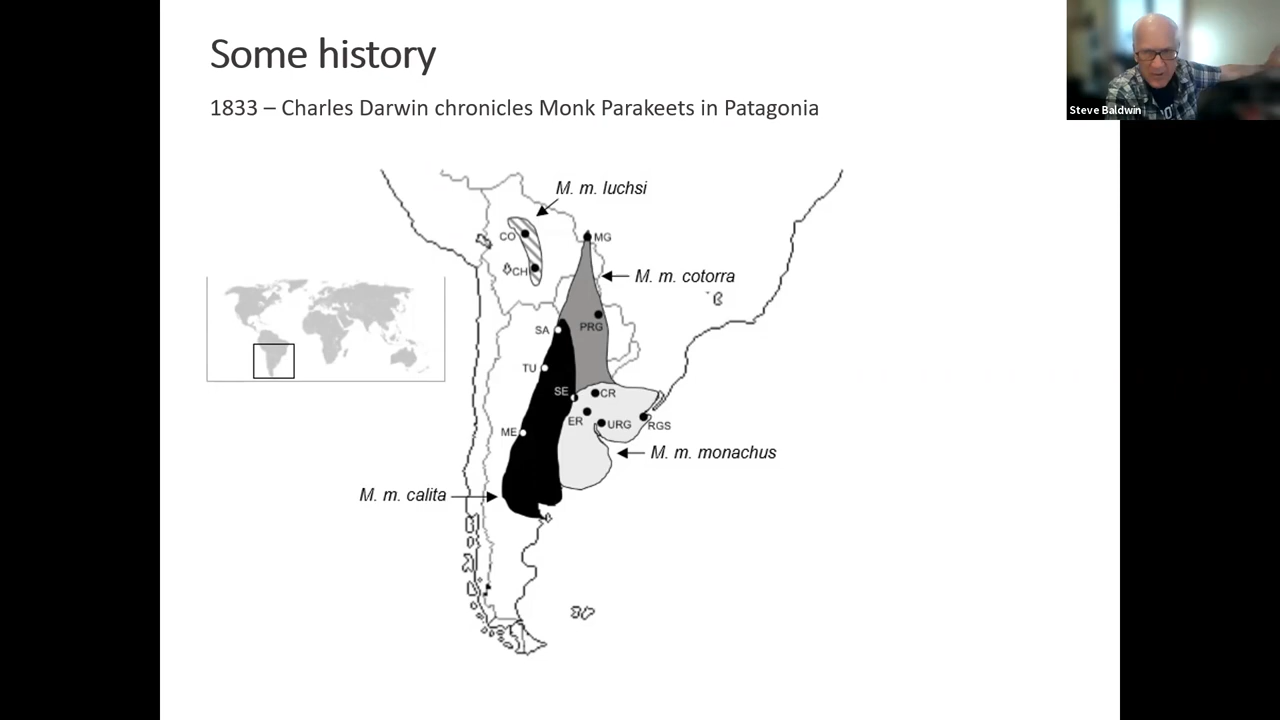 Some history
Steve Baldwin
1833 – Charles Darwin chronicles Monk Parakeets in Patagonia
M. m. luchsi
CO
MG
CH
M. m. cotorra
SA
PRG
TU
SE
CR
ER
URG
RGS
ME
M. m. monachus
M. m. calita